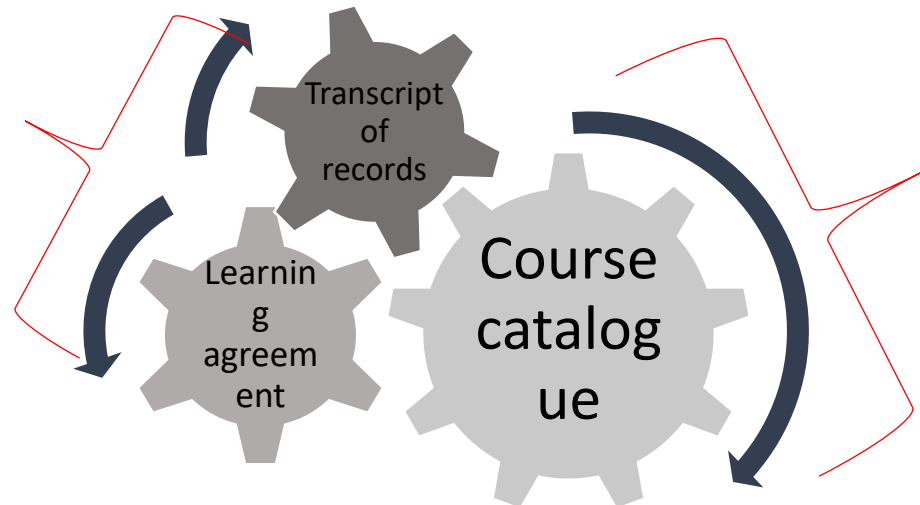 Transcript
of
records
Learnin
g
agreem
ent
Course
catalog
ue